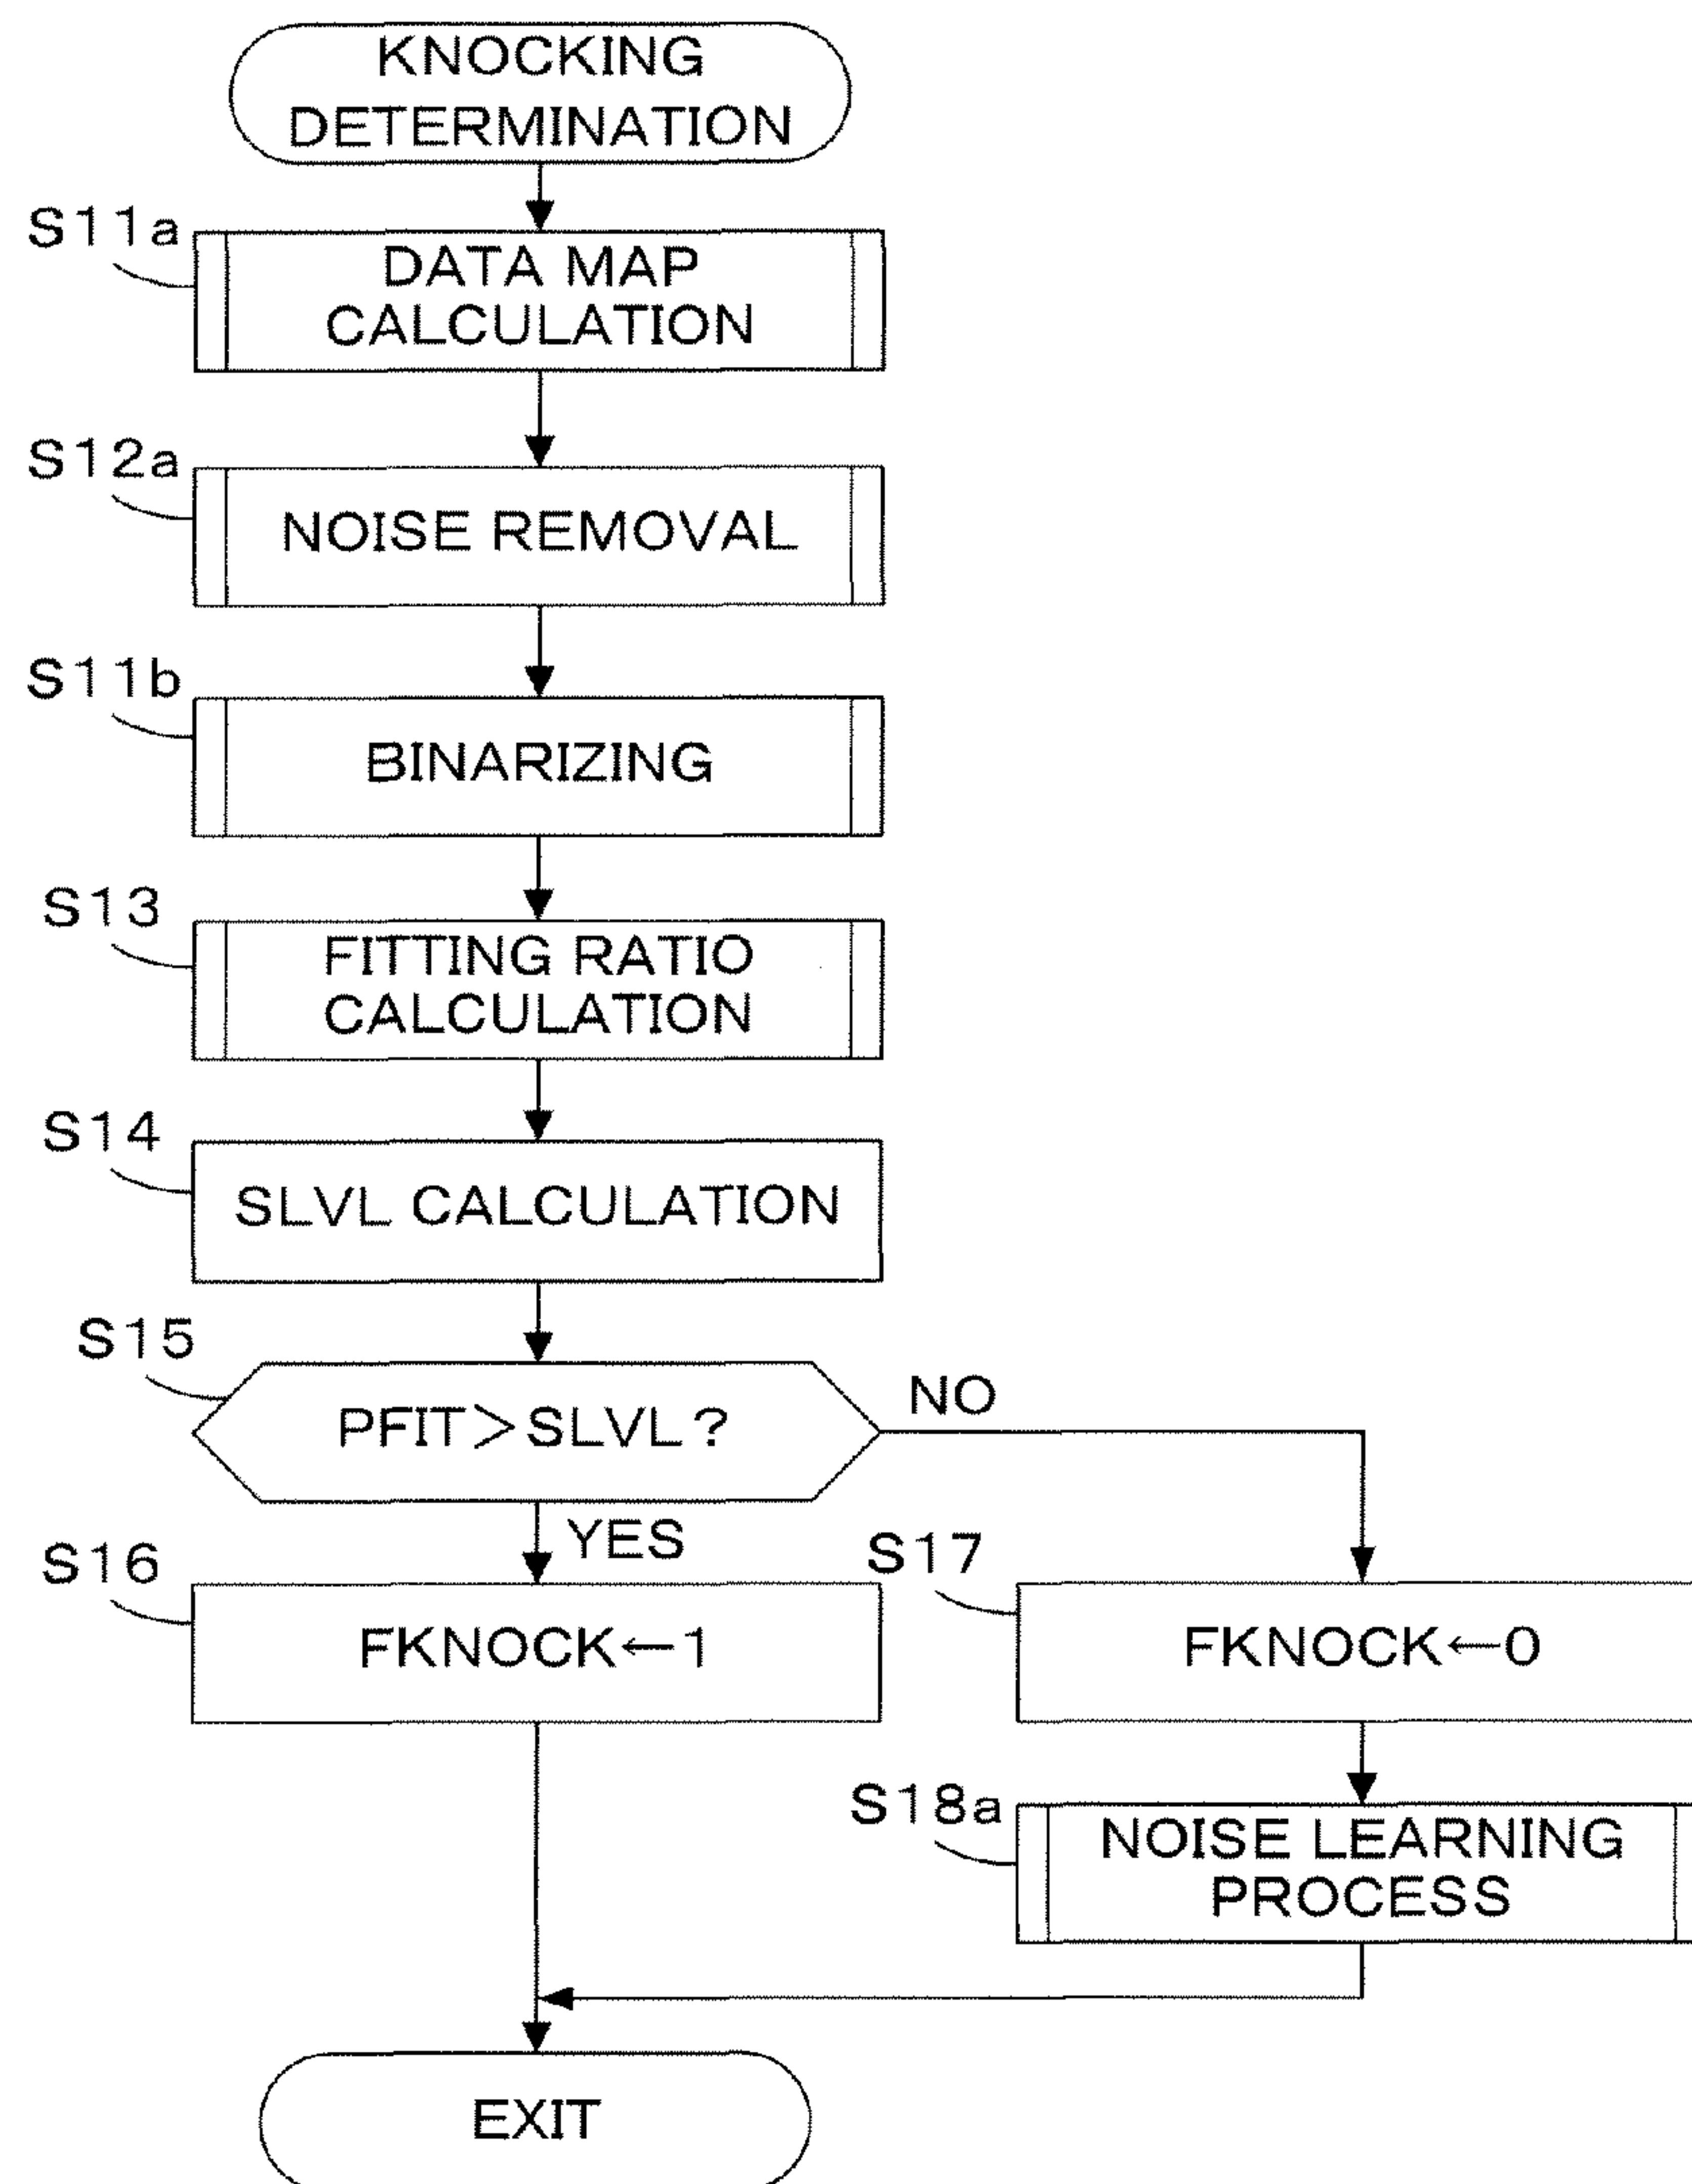 KNOCKING
DETERMINATION
S11a
DATA MAP
CALCULATION
S12a
NOISE REMOVAL
S11b
BINARIZING
S13
FITTING RATIO
CALCULATION
S14
SLVL CALCULATION
S15
PFIT>SLVL?
NO
YES
S16
FKNOCK←1
S17
FKNOCK←0
S18a
NOISE LEARNING
PROCESS
EXIT